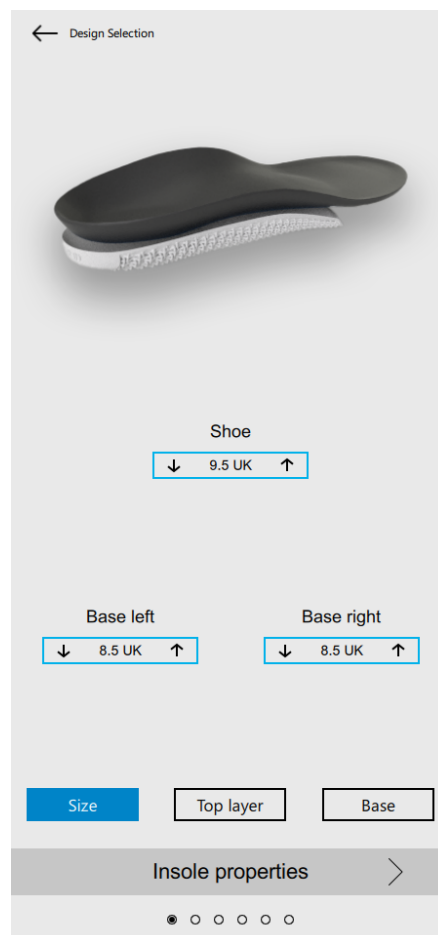 Design Selection
Shoe
9.5 UK
Base left
Base right
8.5 UK
8.5 UK
Size
Top layer
Base
Insole properties